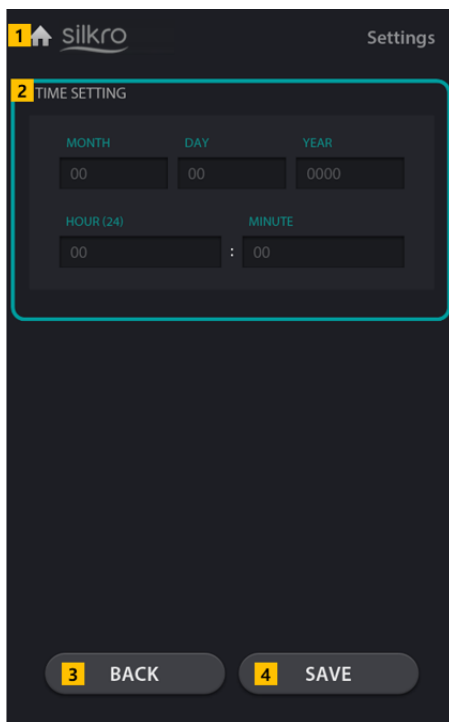 1 silkro Settings
2 TIME SETTING
MONTH DAY YEAR
00 00 0000
HOUR (24) MINUTE
00 : 00
3 BACK 4 SAVE